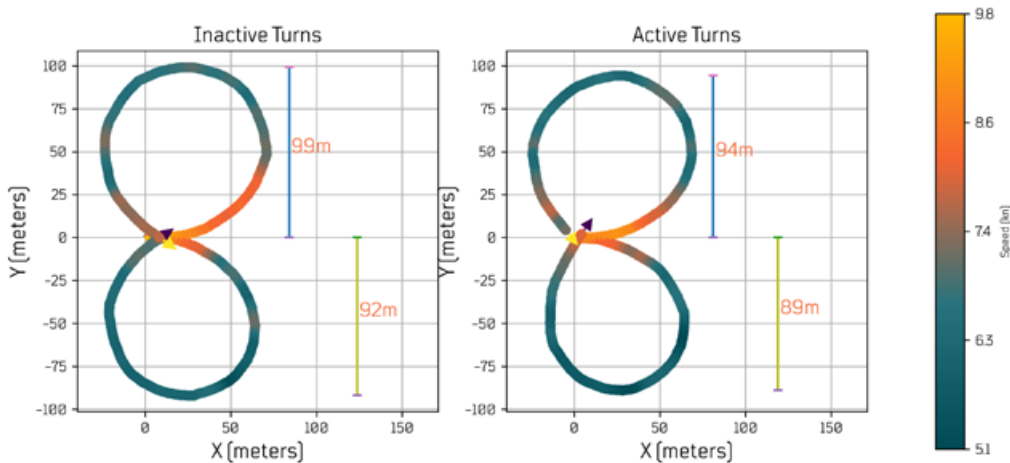 Inactive Turns
100
75
50
25
0
-25
-50
-75
-100
Y (meters)
0
50
100
150
X (meters)
99m
92m
Active Turns
100
75
50
25
0
-25
-50
-75
-100
Y (meters)
0
50
100
150
X (meters)
94m
89m
9.8
8.6
7.4
6.3
5.1
Speed [kn]